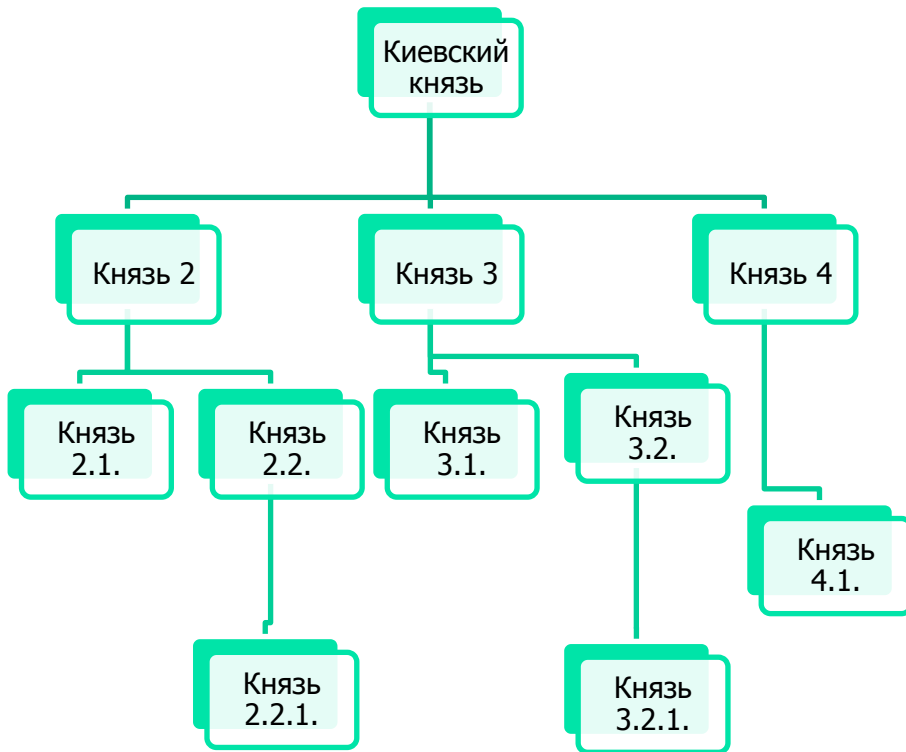 Киевский
князь
Князь 2
Князь 3
Князь 4
Князь
2.1.
Князь
2.2.
Князь
3.1.
Князь
3.2.
Князь
4.1.
Князь
2.2.1.
Князь
3.2.1.